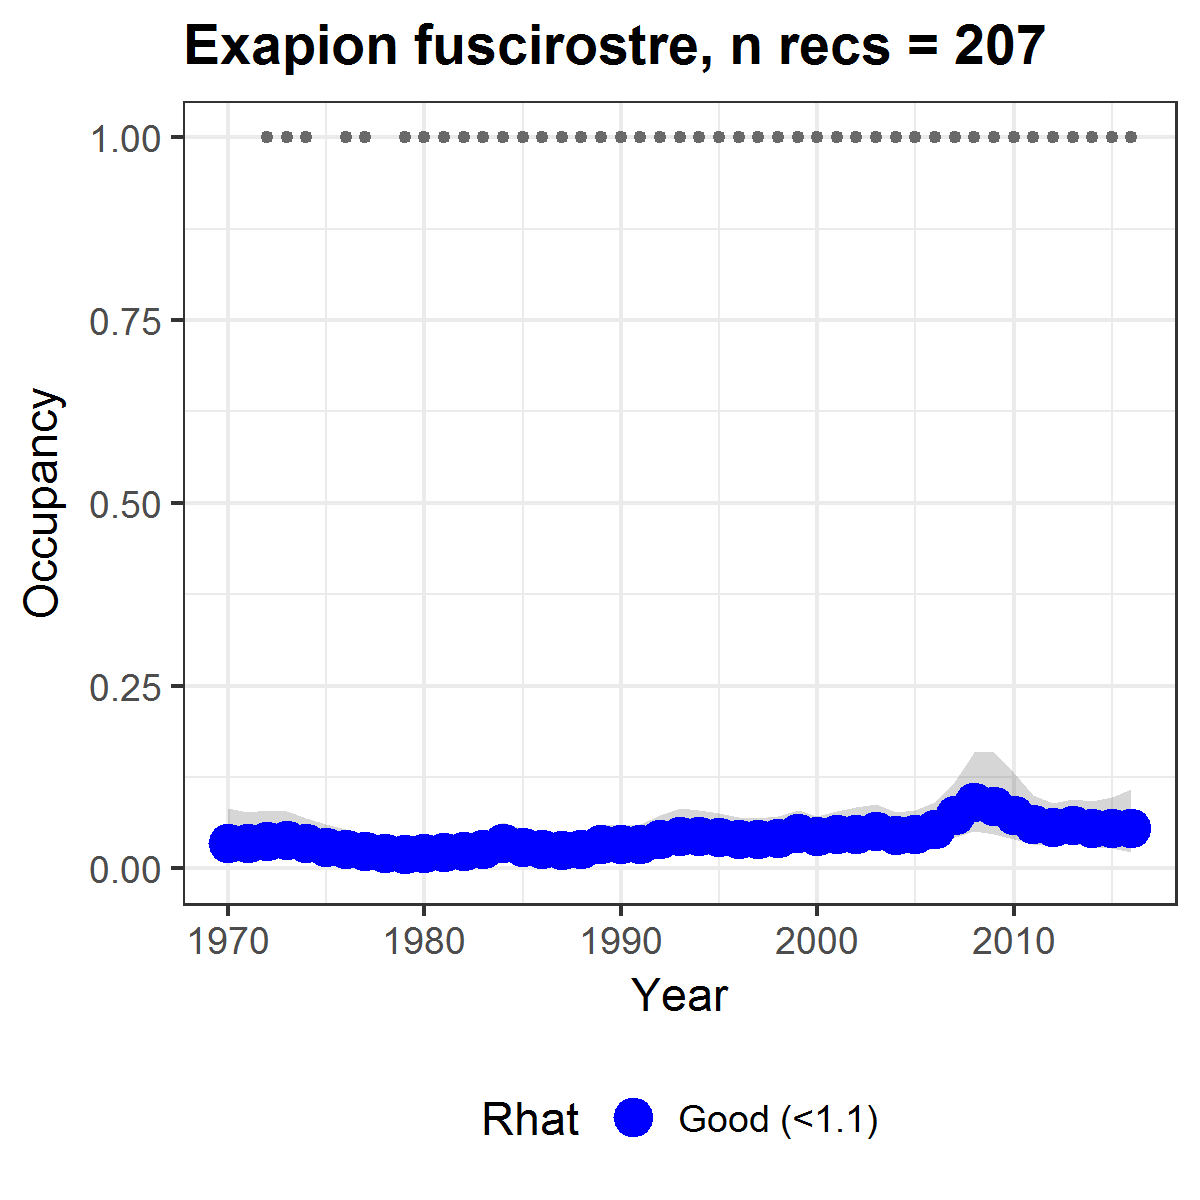 Exapion fuscirostre, n recs = 207
1.00
0.75
0.50
0.25
0.00
Occupancy
1970 1980 1990 2000 2010
Year
Rhat Good (<1.1)